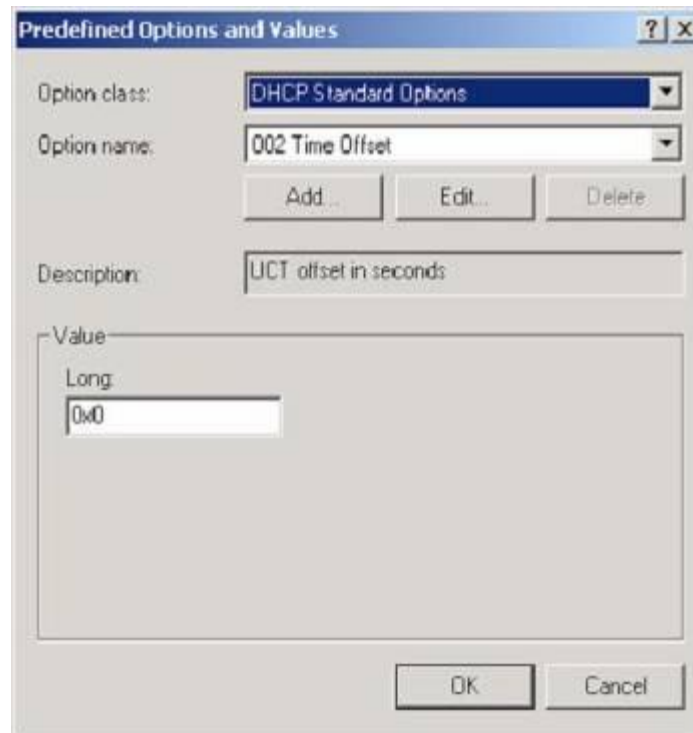 Predefined Options and Values
Option class: DHCP Standard Options
Option name: 002 Time Offset
Add... Edit... Delete
Description: UCT offset in seconds
Value
Long:
0x0
OK Cancel